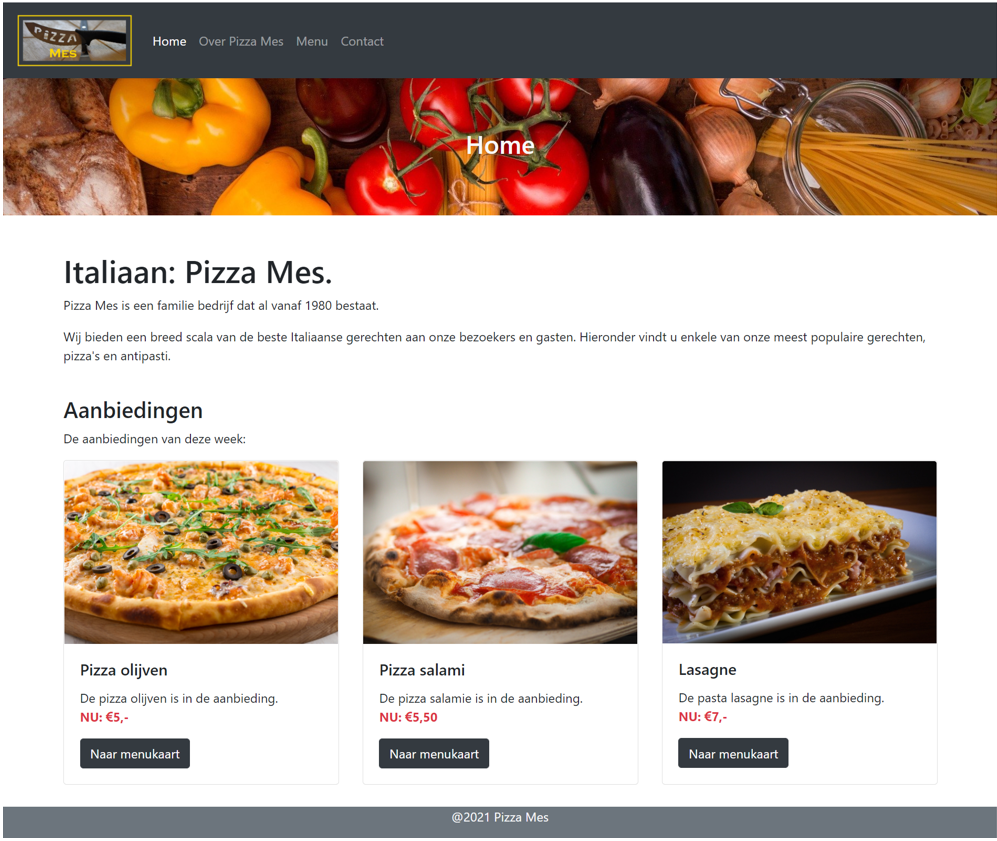 PIZZA
MES
Home
Over Pizza Mes
Menu
Contact
Home
Italiaan: Pizza Mes.
Pizza Mes is een familie bedrijf dat al vanaf 1980 bestaat.
Wij bieden een breed scala van de beste Italiaanse gerechten aan onze bezoekers en gasten. Hieronder vindt u enkele van onze meest populaire gerechten,
pizza's en antipasti.
Aanbiedingen
De aanbiedingen van deze week:
Pizza olijven
De pizza olijven is in de aanbieding.
NU: €5,-
Naar menukaart
Pizza salami
De pizza salamie is in de aanbieding.
NU: €5,50
Naar menukaart
Lasagne
De pasta lasagne is in de aanbieding.
NU: €7,-
Naar menukaart
@2021 Pizza Mes